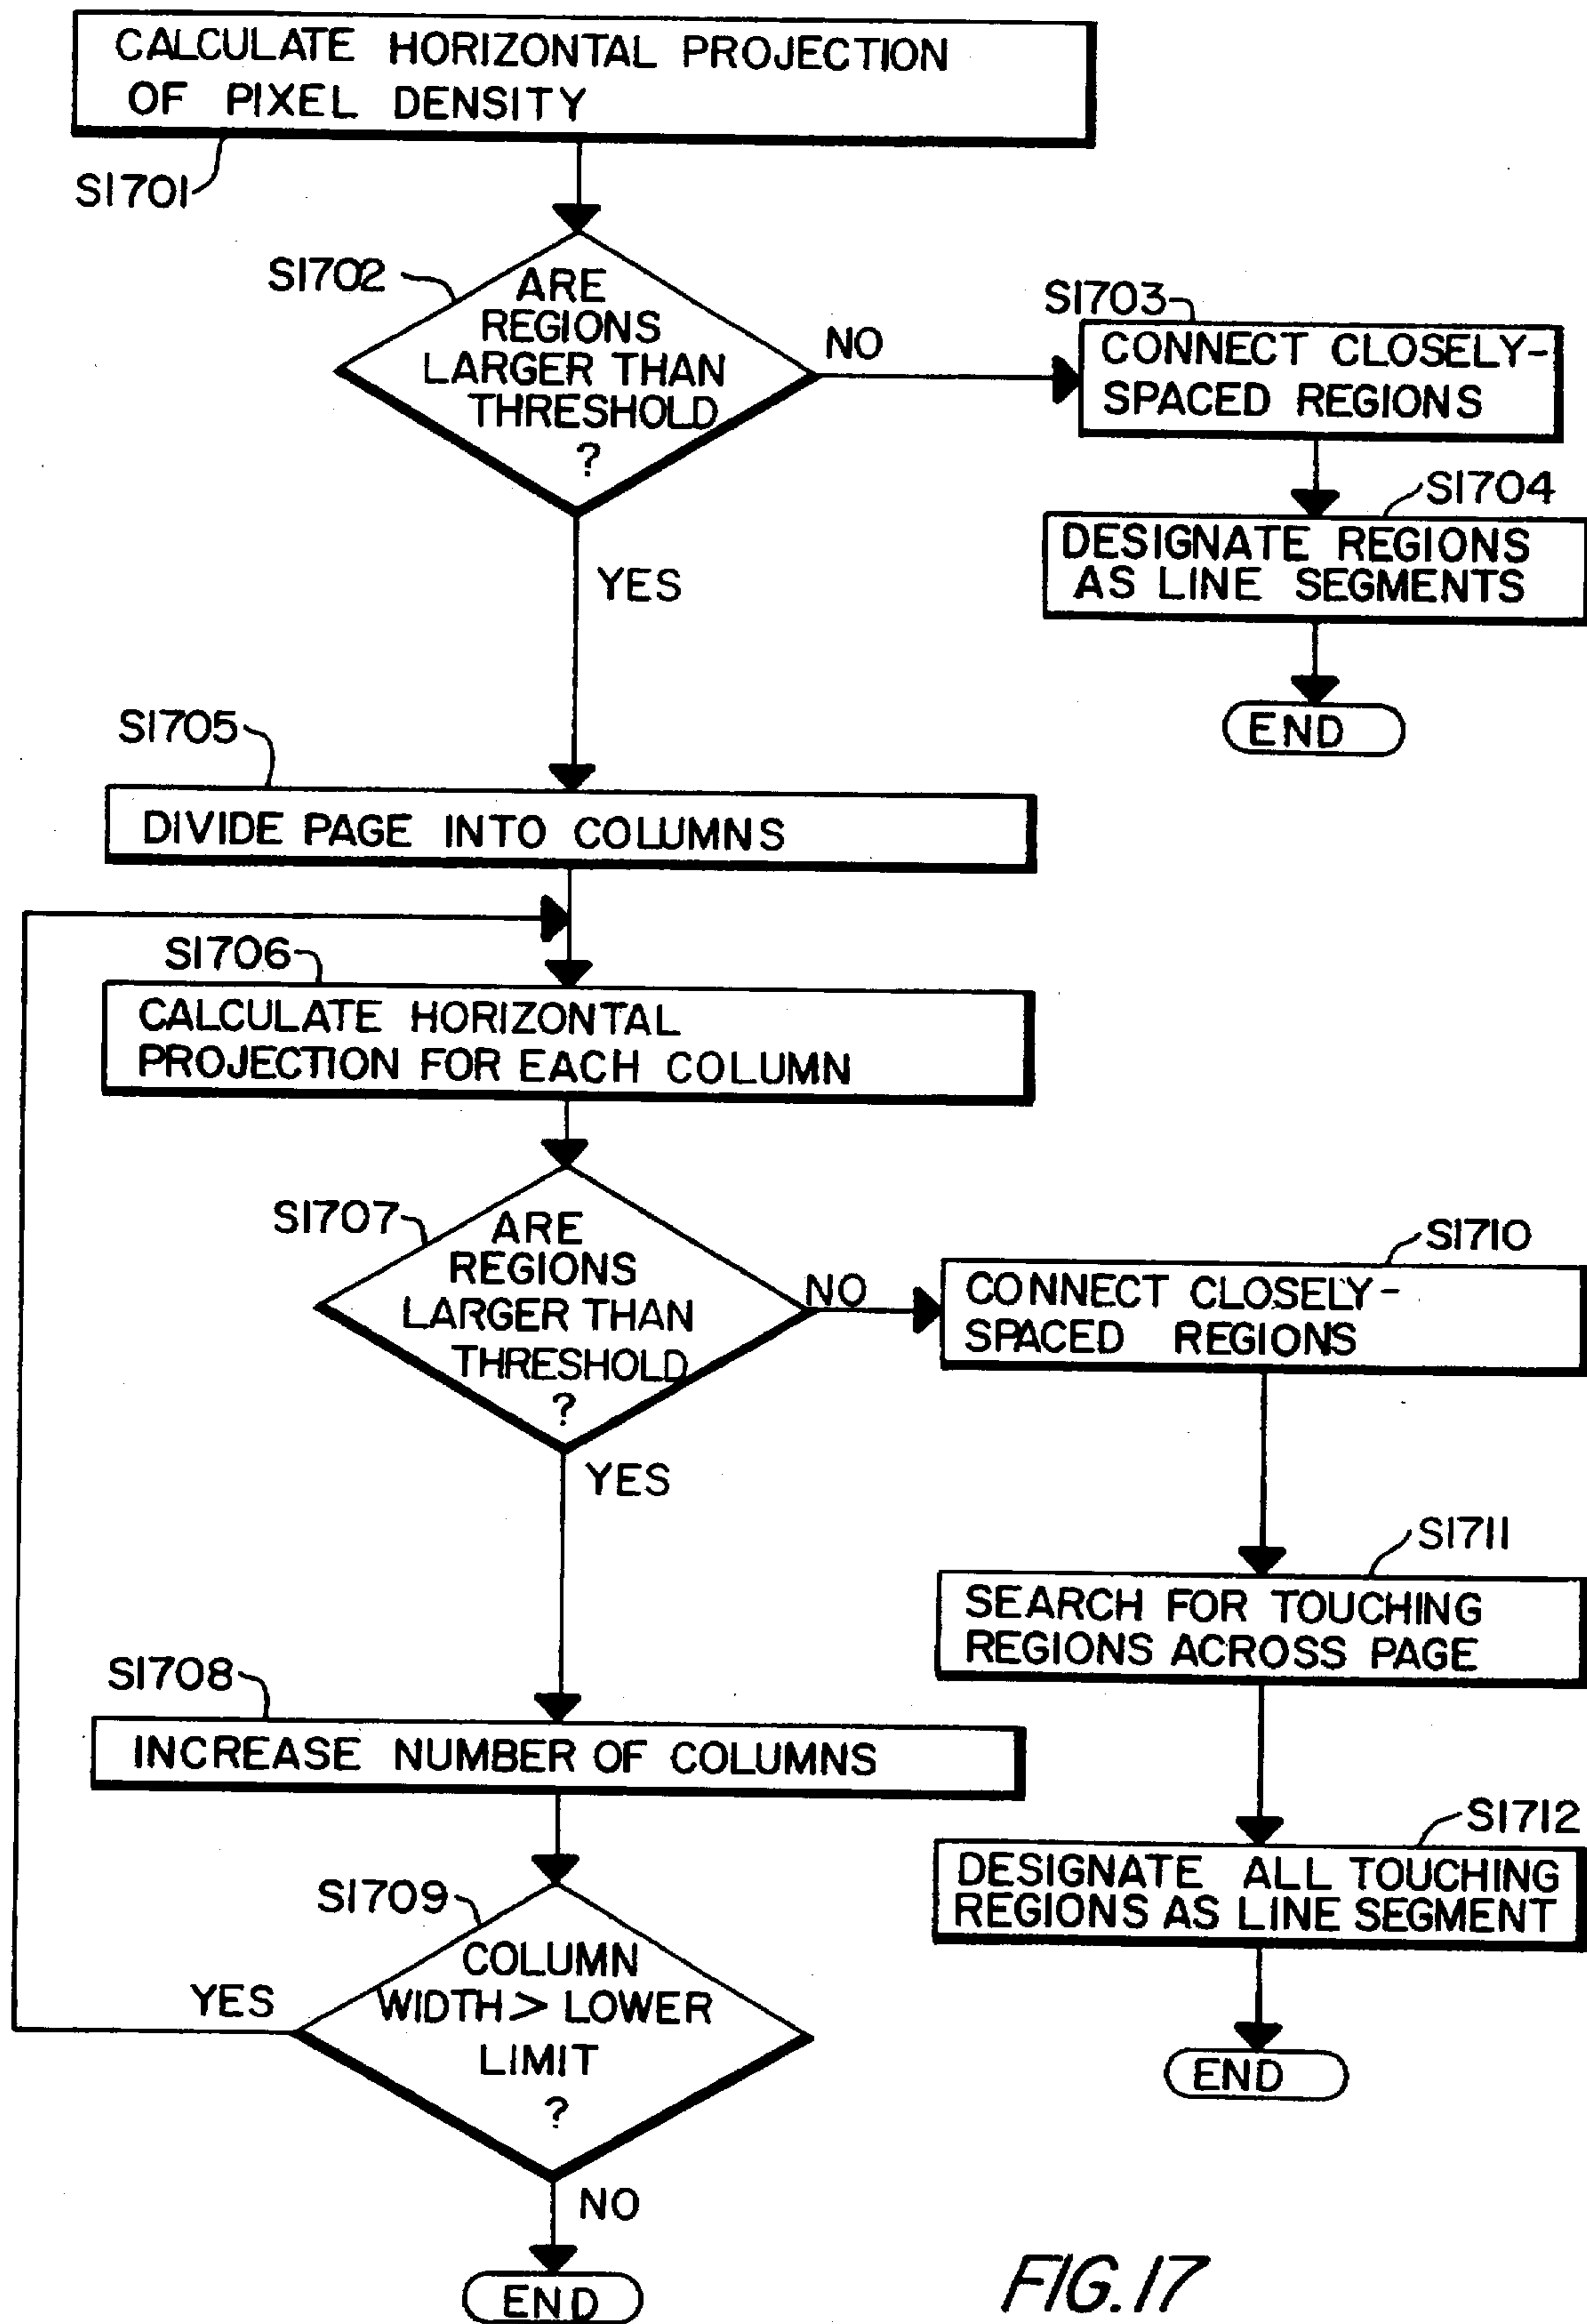 CALCULATE HORIZONTAL PROJECTION
OF PIXEL DENSITY
S1701
S1702
ARE
REGIONS
LARGER THAN
THRESHOLD
?
NO
S1703
CONNECT CLOSELY-
SPACED REGIONS
S1704
DESIGNATE REGIONS
AS LINE SEGMENTS
END
YES
S1705
DIVIDE PAGE INTO COLUMNS
S1706
CALCULATE HORIZONTAL
PROJECTION FOR EACH COLUMN
S1707
ARE
REGIONS
LARGER THAN
THRESHOLD
?
NO
S1710
CONNECT CLOSELY-
SPACED REGIONS
YES
S1711
SEARCH FOR TOUCHING
REGIONS ACROSS PAGE
S1708
INCREASE NUMBER OF COLUMNS
S1712
DESIGNATE ALL TOUCHING
REGIONS AS LINE SEGMENT
END
S1709
COLUMN
WIDTH > LOWER
LIMIT
?
YES
NO
END
FIG. 17